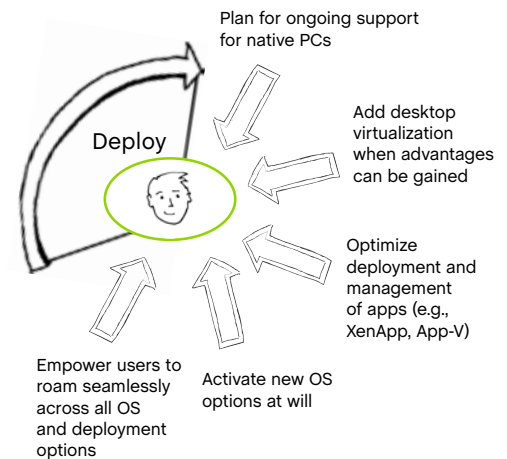 Plan for ongoing support
for native PCs
Deploy
Add desktop
virtualization
when advantages
can be gained
Optimize
deployment and
management
of apps (e.g.,
XenApp, App-V)
Empower users to
roam seamlessly
across all OS
and deployment
options
Activate new OS
options at will